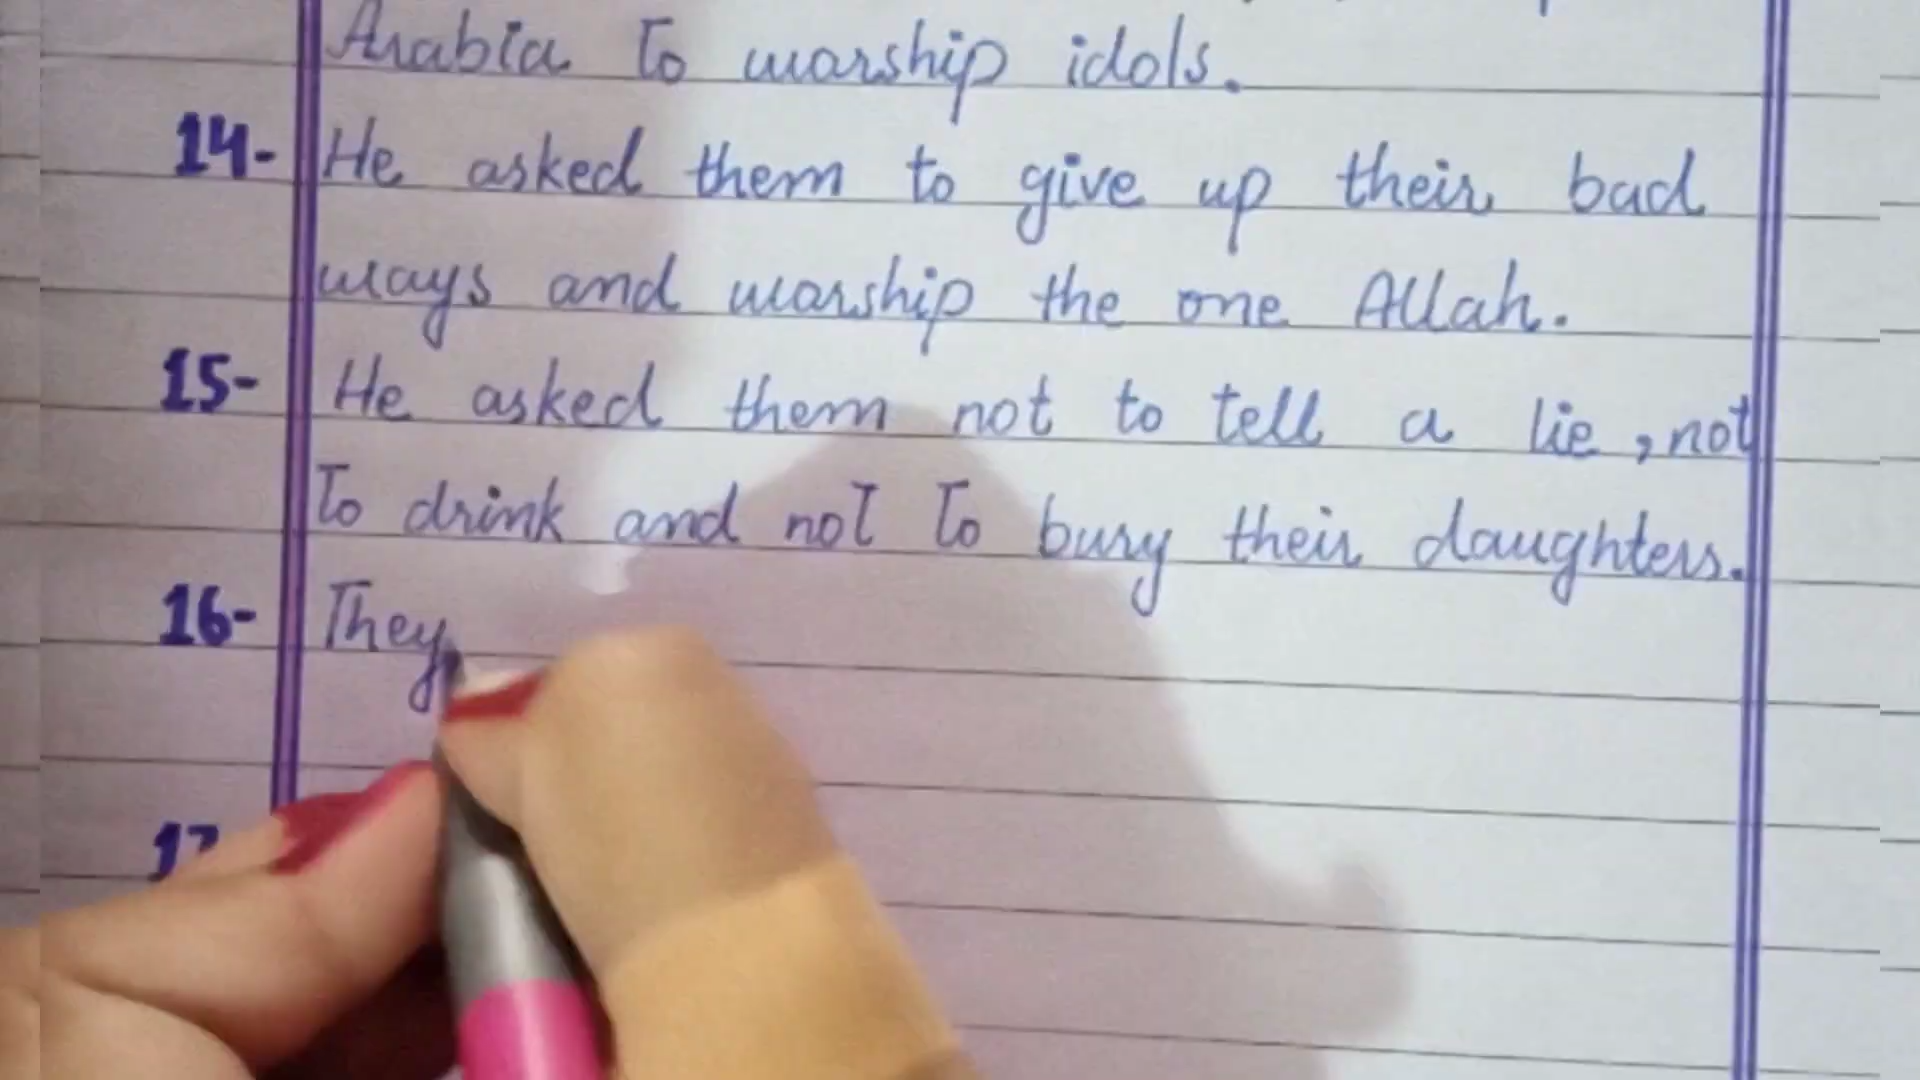 Arabia to worship idols.
14- He asked them to give up their bad
ways and worship the one Allah.
15- He asked them not to tell a lie, not
to drink and not to bury their daughters.
16- They
17